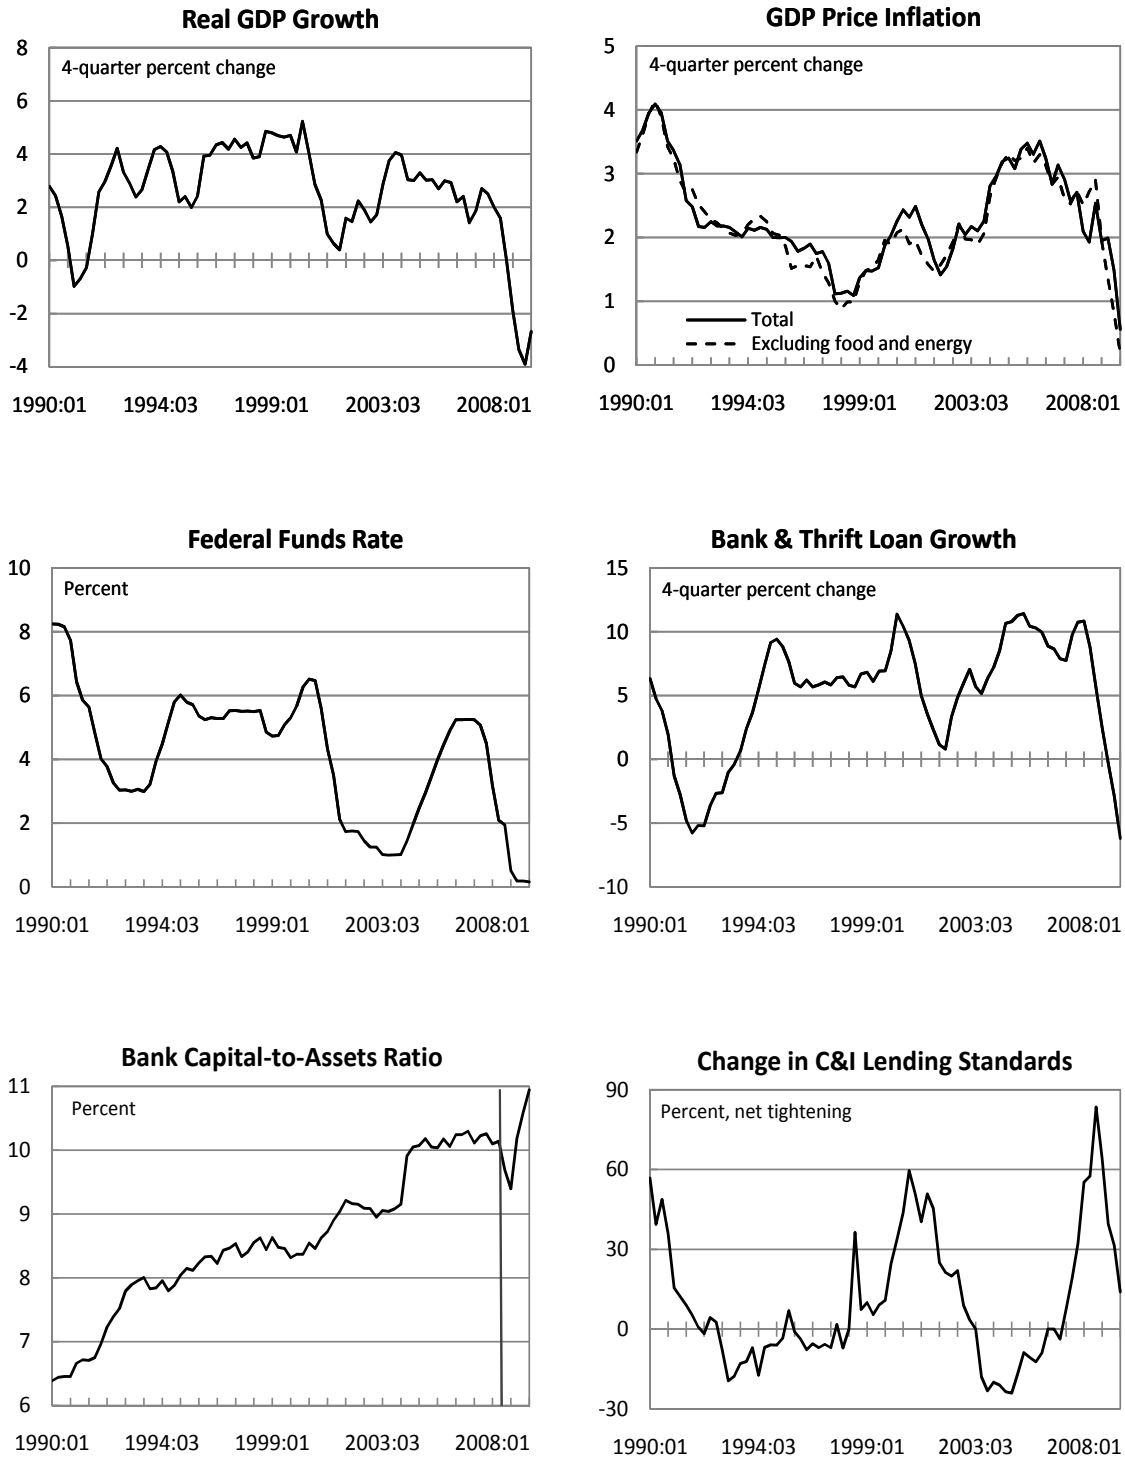 Real GDP Growth
4-quarter percent change
8
6
4
2
0
-2
-4
1990:01 1994:03 1999:01 2003:03 2008:01
GDP Price Inflation
4-quarter percent change
5
4
3
2
1
0
Total
Excluding food and energy
1990:01 1994:03 1999:01 2003:03 2008:01
Federal Funds Rate
Percent
10
8
6
4
2
0
1990:01 1994:03 1999:01 2003:03 2008:01
Bank & Thrift Loan Growth
4-quarter percent change
15
10
5
0
-5
-10
1990:01 1994:03 1999:01 2003:03 2008:01
Bank Capital-to-Assets Ratio
Percent
11
10
9
8
7
6
1990:01 1994:03 1999:01 2003:03 2008:01
Change in C&I Lending Standards
Percent, net tightening
90
60
30
0
-30
1990:01 1994:03 1999:01 2003:03 2008:01